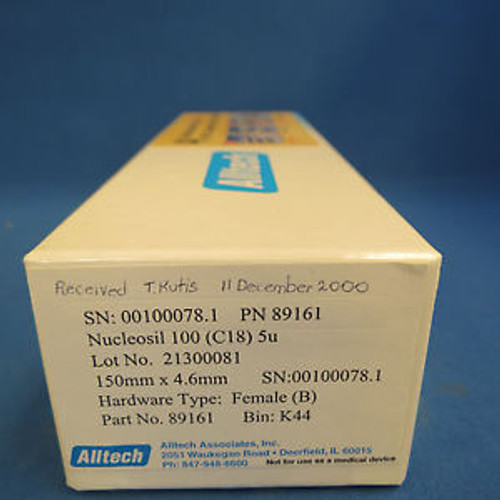 Alltech
Received T. Kutis 11 December 2000
SN: 00100078.1 PN 89161
Nucleosil 100 (C18) 5u
Lot No. 21300081
150mm x 4.6mm SN:00100078.1
Hardware Type: Female (B)
Part No. 89161 Bin: K44
Alltech
Alltech Associates, Inc.
2051 Waukegan Road • Deerfield, IL 60015
Ph: 847-948-8600 Not for use as a medical device